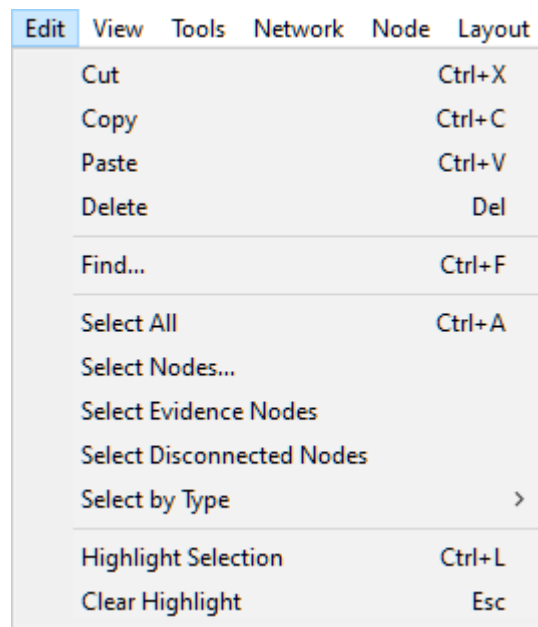 Edit View Tools Network Node Layout
Cut Ctrl+X
Copy Ctrl+C
Paste Ctrl+V
Delete Del
Find... Ctrl+F
Select All Ctrl+A
Select Nodes...
Select Evidence Nodes
Select Disconnected Nodes
Select by Type >
Highlight Selection Ctrl+L
Clear Highlight Esc